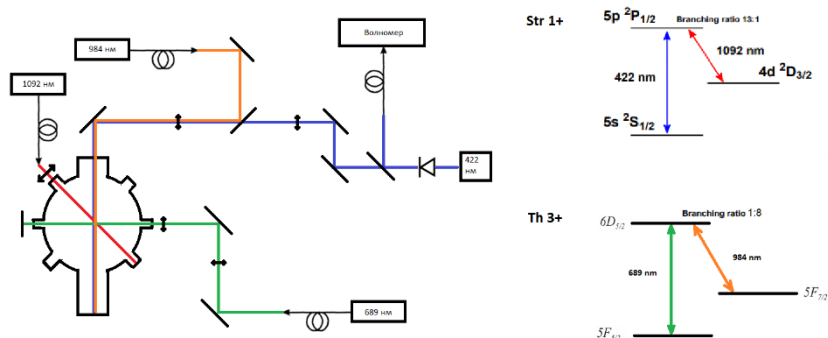 984 нм
1092 нм
Волномер
422
нм
689 нм
Str 1+
5p ²P₁/₂
Branching ratio 13:1
1092 nm
422 nm
4d ²D₃/₂
5s ²S₁/₂
Th 3+
Branching ratio 1:8
6D₅/₂
984 nm
689 nm
5F₇/₂
5F₅/₂